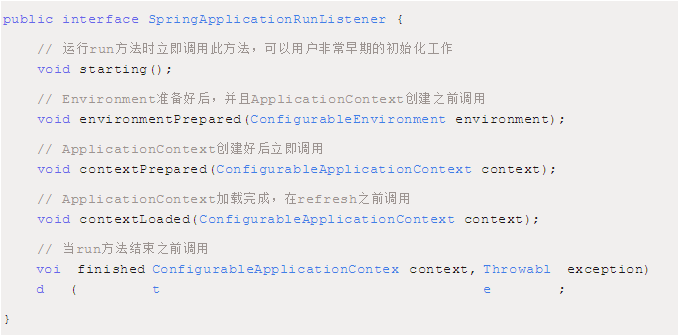 public interface SpringApplicationRunListener {
// 运行run方法时立即调用此方法，可以用户非常早期的初始化工作
void starting();
// Environment准备好后，并且ApplicationContext创建之前调用
void environmentPrepared(ConfigurableEnvironment environment);
// ApplicationContext创建好后立即调用
void contextPrepared(ConfigurableApplicationContext context);
// ApplicationContext加载完成，在refresh之前调用
void contextLoaded(ConfigurableApplicationContext context);
// 当run方法结束之前调用
voi finished ConfigurableApplicationContex context, Throwabl exception)
d ( t e ;
}